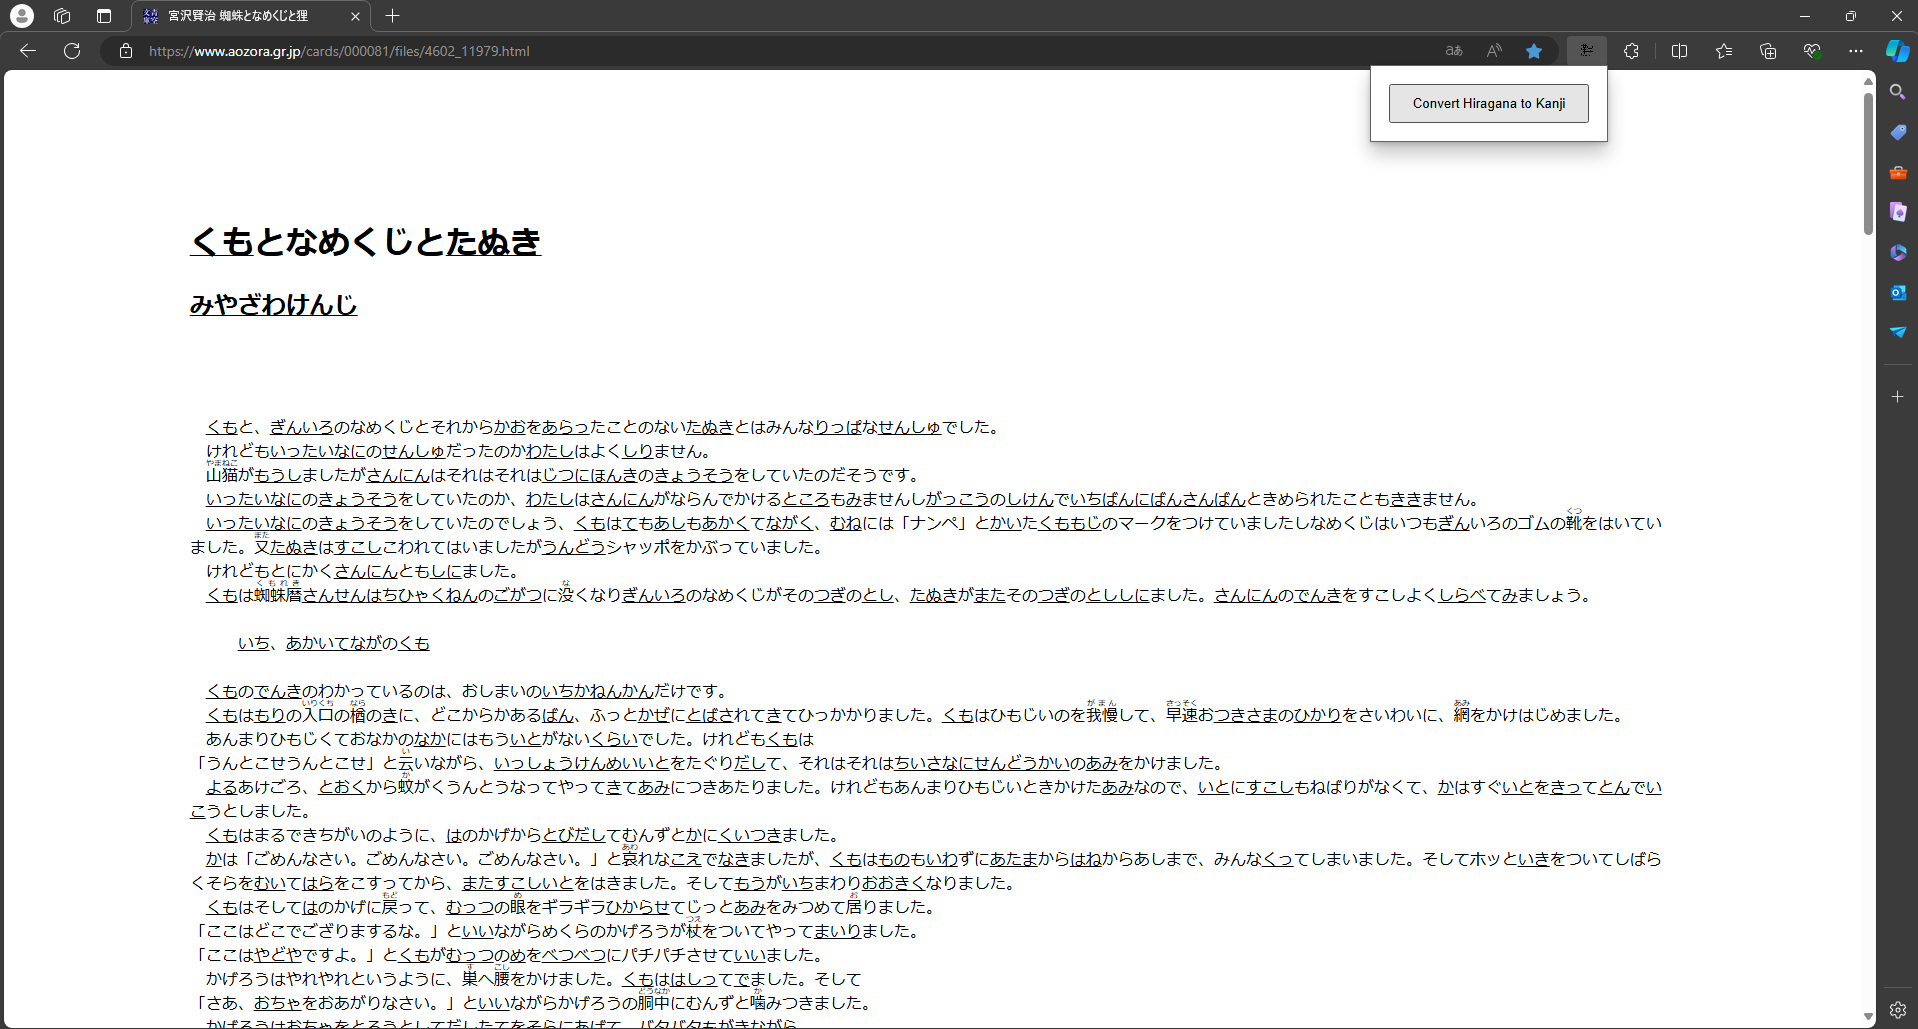 宮沢賢治 蜘蛛となめくじと狸
https://www.aozora.gr.jp/cards/000081/files/4602_11979.html
Convert Hiragana to Kanji
くもとなめくじとたぬき
みやざわけんじ
くもと、ぎんいろのなめくじとそれからかおをあらったことのないたぬきとはみんなりっぱなせんしゅでした。
けれどもいったいなにのせんしゅだったのかわたしはよくしりません。
やまねこ
山猫がもうしましたがさんにんはそれはそれはじつにほんきのきょうそうをしていたのだそうです。
いったいなにのきょうそうをしていたのか、わたしはさんにんがならんでかけるところもみませんしがっこうのしけんでいちばんにばんさんばんときめられたこともききません。
くつ
いったいなにのきょうそうをしていたのでしょう、くもはてもあしもあかくてながく、むねには「ナンペ」とかいたくももじのマークをつけていましたしなめくじはいつもぎんいろのゴムの靴をはいてい
また
ました。又たぬきはすこしこわれてはいましたがうんどうシャッポをかぶっていました。
けれどもとにかくさんにんともしにました。
くもれき な
くもは蜘蛛暦さんせんはちひゃくねんのごがつに没くなりぎんいろのなめくじがそのつぎのとし、たぬきがまたそのつぎのとししにました。さんにんのでんきをすこしよくしらべてみましょう。
いち、あかいてながのくも
くものでんきのわかっているのは、おしまいのいちかねんかんだけです。
いりくち なら がまん さっそく あみ
くもはもりの入口の楢のきに、どこからかあるばん、ふっとかぜにとばされてきてひっかかりました。くもはひもじいのを我慢して、早速おつきさまのひかりをさいわいに、網をかけはじめました。
あんまりひもじくておなかのなかにはもういとがないくらいでした。けれどもくもは
い
「うんとこせうんとこせ」と云いながら、いっしょうけんめいいとをたぐりだして、それはそれはちいさなにせんどうかいのあみをかけました。
か
よるあけごろ、とおくから蚊がくうんとうなってやってきてあみにつきあたりました。けれどもあんまりひもじいときかけたあみなので、いとにすこしもねばりがなくて、かはすぐいとをきってとんでい
こうとしました。
くもはまるできちがいのように、はのかげからとびだしてむんずとかにくいつきました。
あわ
かは「ごめんなさい。ごめんなさい。ごめんなさい。」と哀れなこえでなきましたが、くもはものもいわずにあたまからはねからあしまで、みんなくってしまいました。そしてホッといきをついてしばら
くそらをむいてはらをこすってから、またすこしいとをはきました。そしてもうがいちまわりおおきくなりました。
もど め お
くもはそしてはのかげに戻って、むっつの眼をギラギラひからせてじっとあみをみつめて居りました。
つえ
「ここはどこでござりまするな。」といいながらめくらのかげろうが杖をついてやってまいりました。
「ここはやどやですよ。」とくもがむっつのめをべつべつにパチパチさせていいました。
す こし
かげろうはやれやれというように、巣へ腰をかけました。くもははしってでました。そして
どうなか か
「さあ、おちゃをおあがりなさい。」といいながらかげろうの胴中にむんずと噛みつきました。
かげろうはおちゃをとろうとしてだしたてをそらにあげて、バタバタもがきながら、